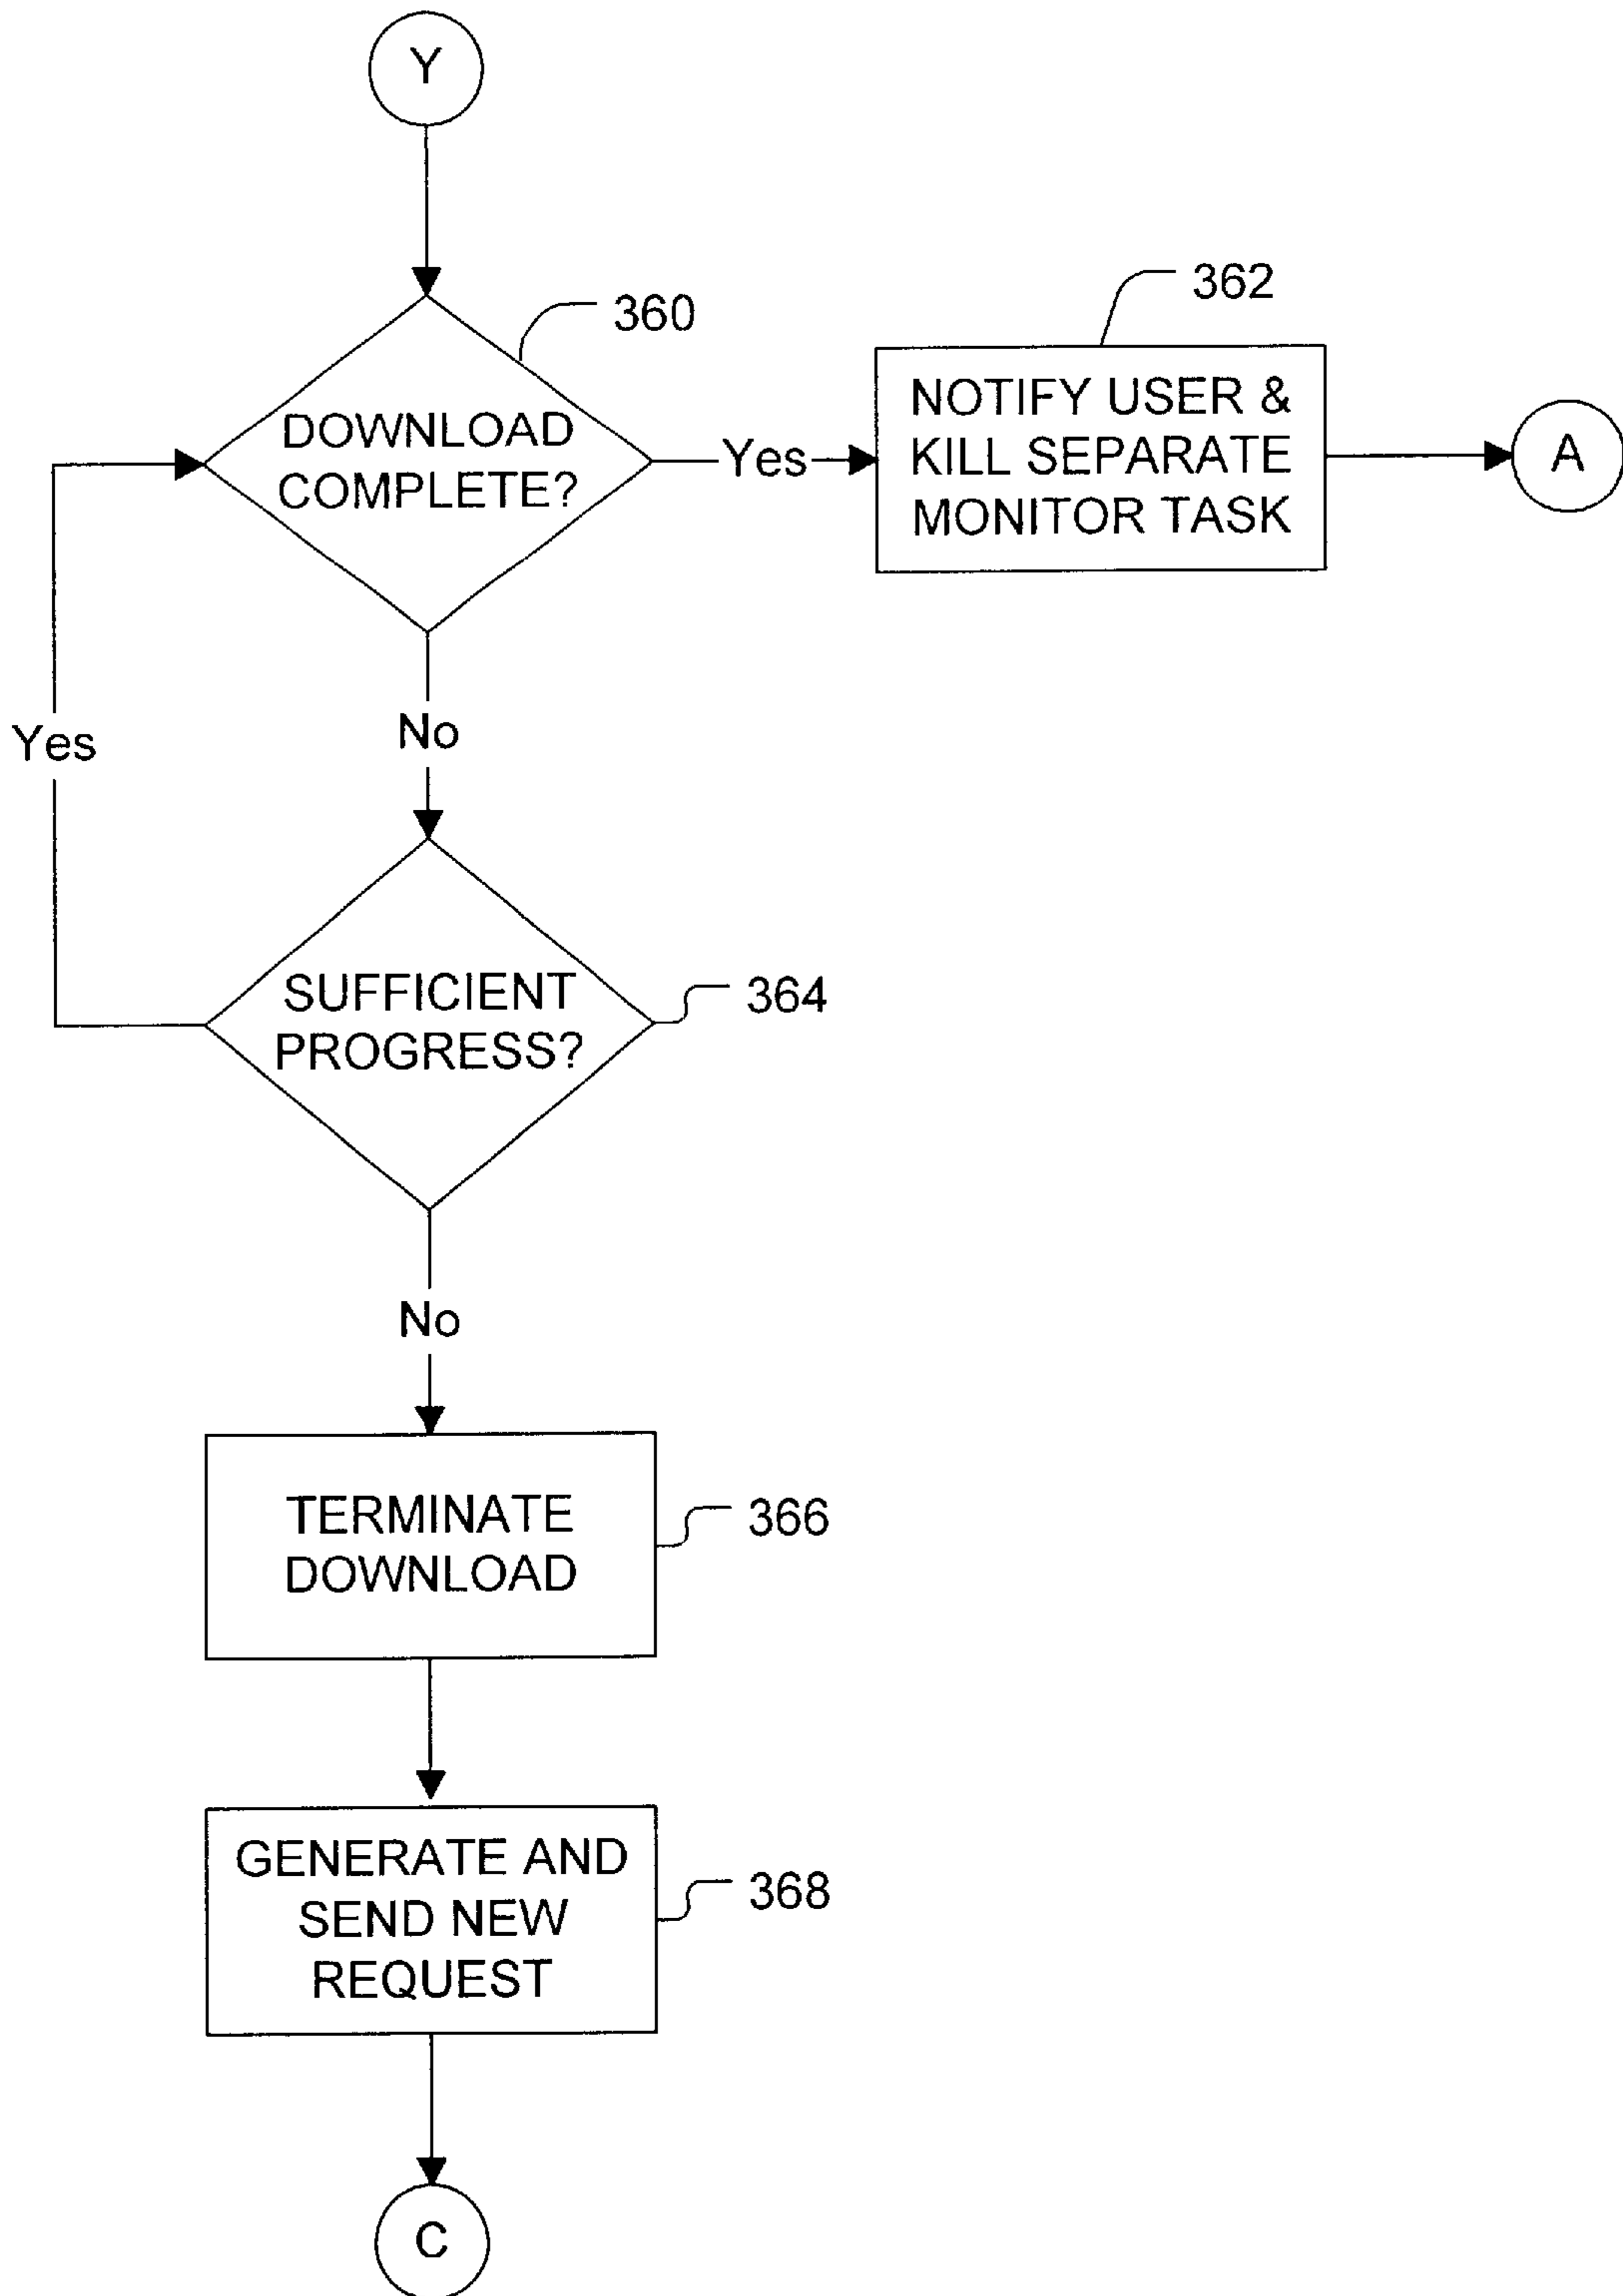 Y
360
DOWNLOAD
COMPLETE?
Yes
362
NOTIFY USER &
KILL SEPARATE
MONITOR TASK
A
Yes
No
SUFFICIENT
PROGRESS?
364
No
TERMINATE
DOWNLOAD
366
GENERATE AND
SEND NEW
REQUEST
368
C